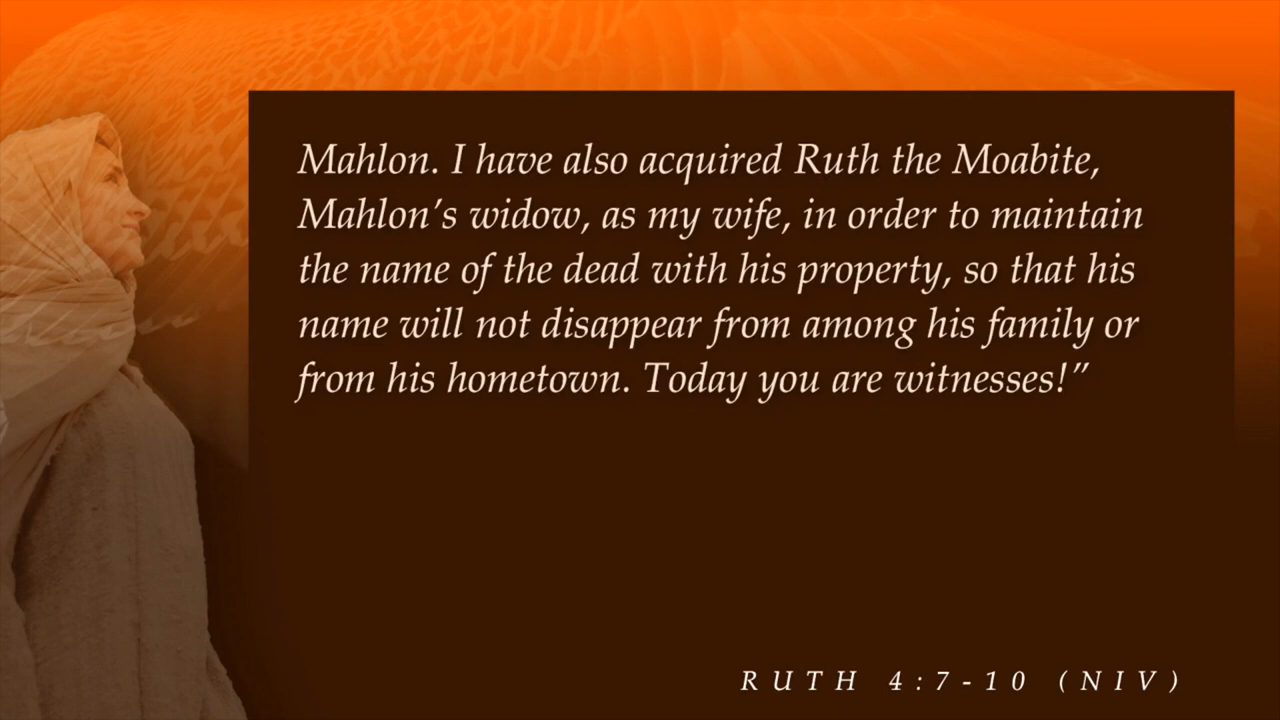 Mahlon. I have also acquired Ruth the Moabite,
Mahlon’s widow, as my wife, in order to maintain
the name of the dead with his property, so that his
name will not disappear from among his family or
from his hometown. Today you are witnesses!”
RUTH 4:7-10 (NIV)